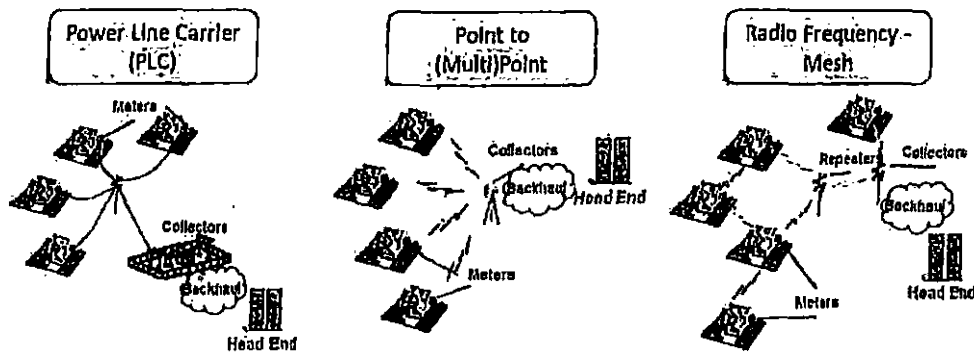 Power Line Carrier
(PLC)
Meters
Collectors
Backhaul
Head End
Point to
(Multi)Point
Collectors
Backhaul
Head End
Meters
Radio Frequency -
Mesh
Repeaters
Collectors
Backhaul
Head End
Meters